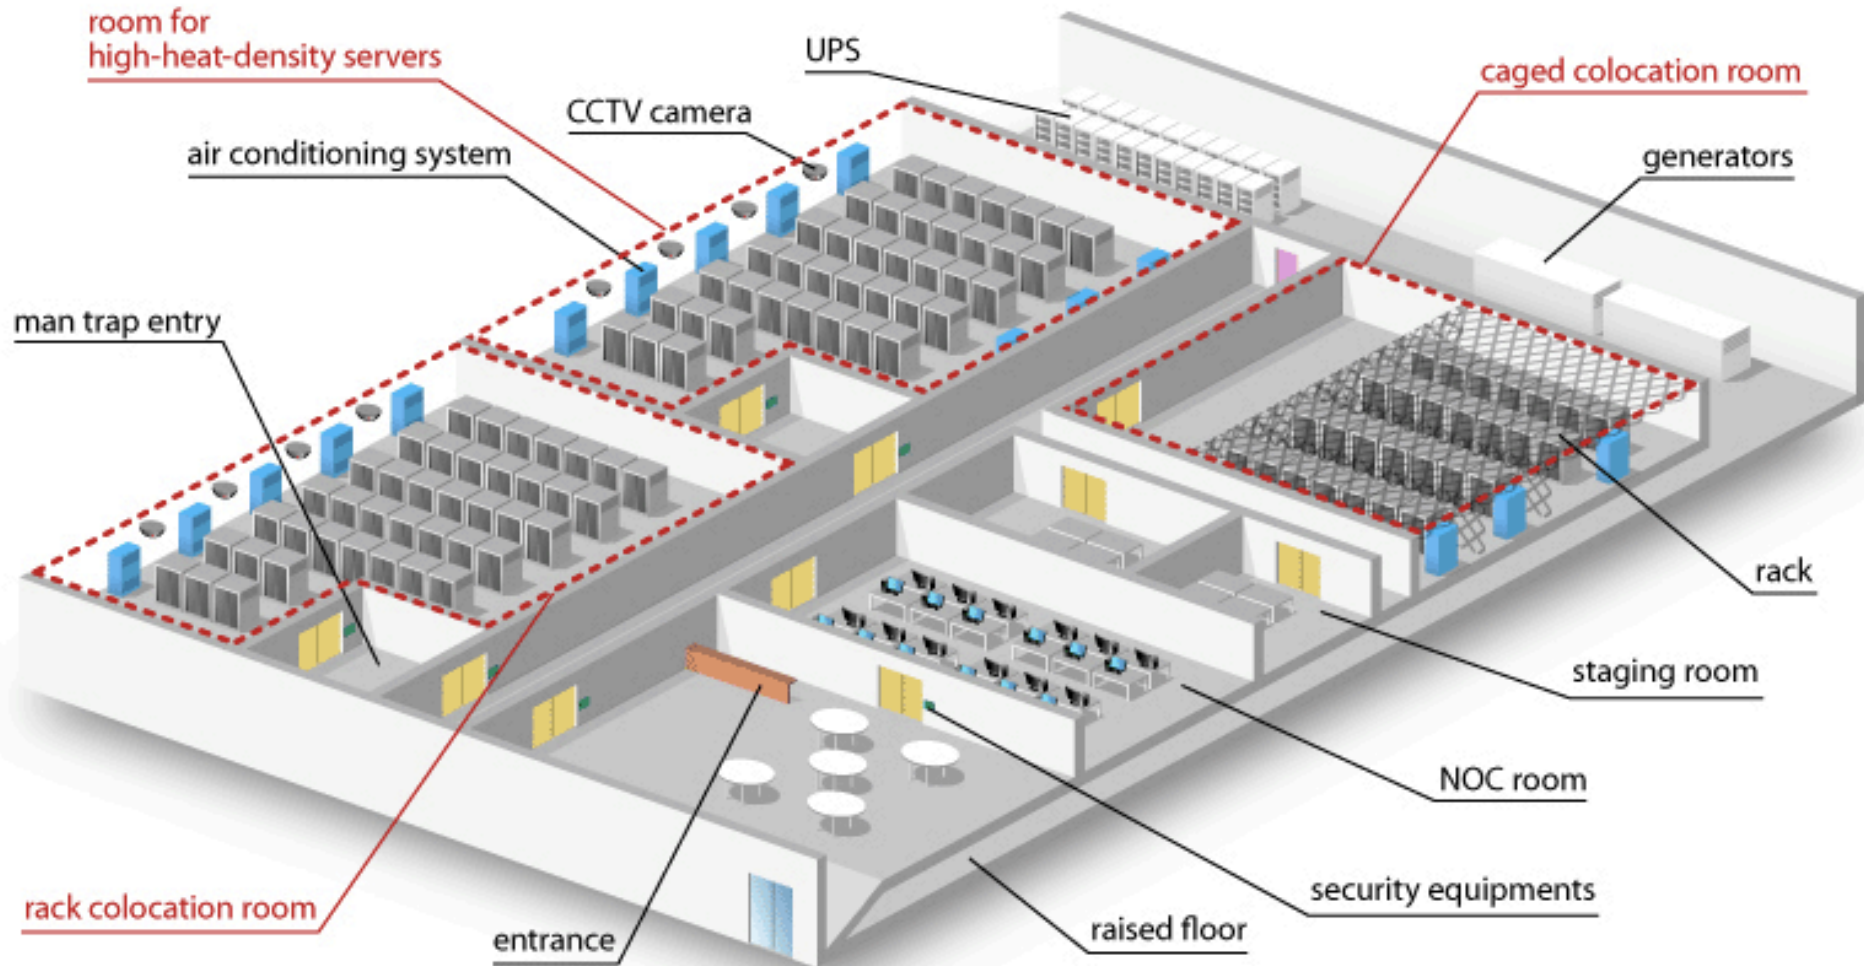 room for
high-heat-density servers
UPS
caged colocation room
CCTV camera
air conditioning system
generators
man trap entry
rack
staging room
NOC room
security equipments
rack colocation room
entrance
raised floor